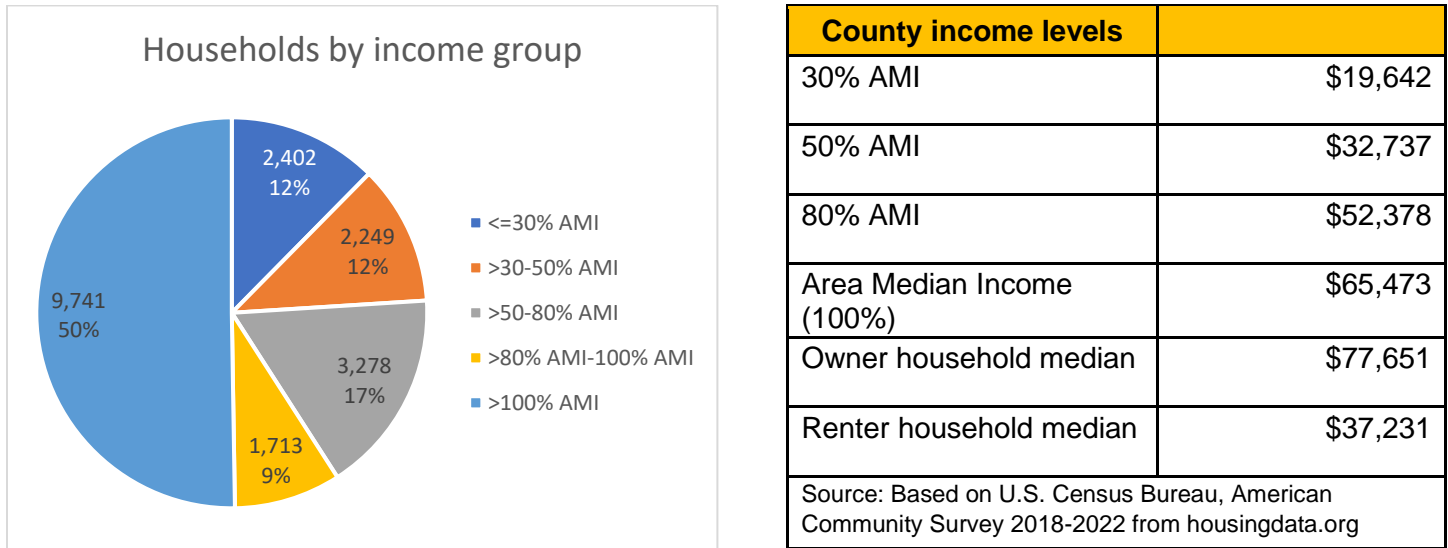 Households by income group
2,402
12%
2,249
12%
3,278
17%
1,713
9%
9,741
50%
<=30% AMI
>30-50% AMI
>50-80% AMI
>80% AMI-100% AMI
>100% AMI
County income levels
30% AMI $19,642
50% AMI $32,737
80% AMI $52,378
Area Median Income
(100%) $65,473
Owner household median $77,651
Renter household median $37,231
Source: Based on U.S. Census Bureau, American
Community Survey 2018-2022 from housingdata.org